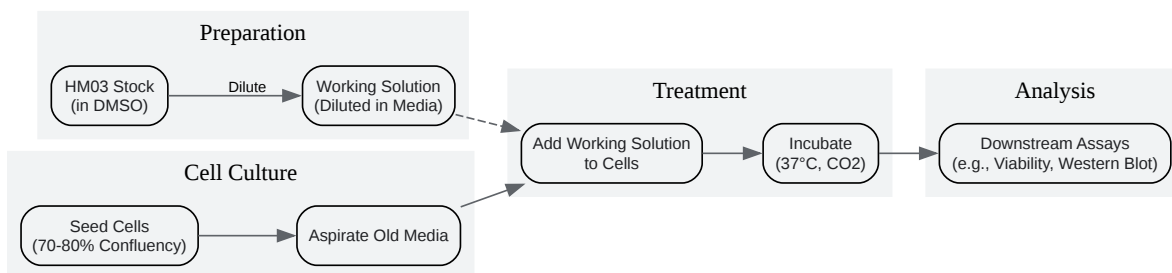 Preparation
HM03 Stock
(in DMSO)
Dilute
Working Solution
(Diluted in Media)
Cell Culture
Seed Cells
(70-80% Confluency)
Aspirate Old Media
Treatment
Add Working Solution
to Cells
Incubate
(37°C, CO2)
Analysis
Downstream Assays
(e.g., Viability, Western Blot)